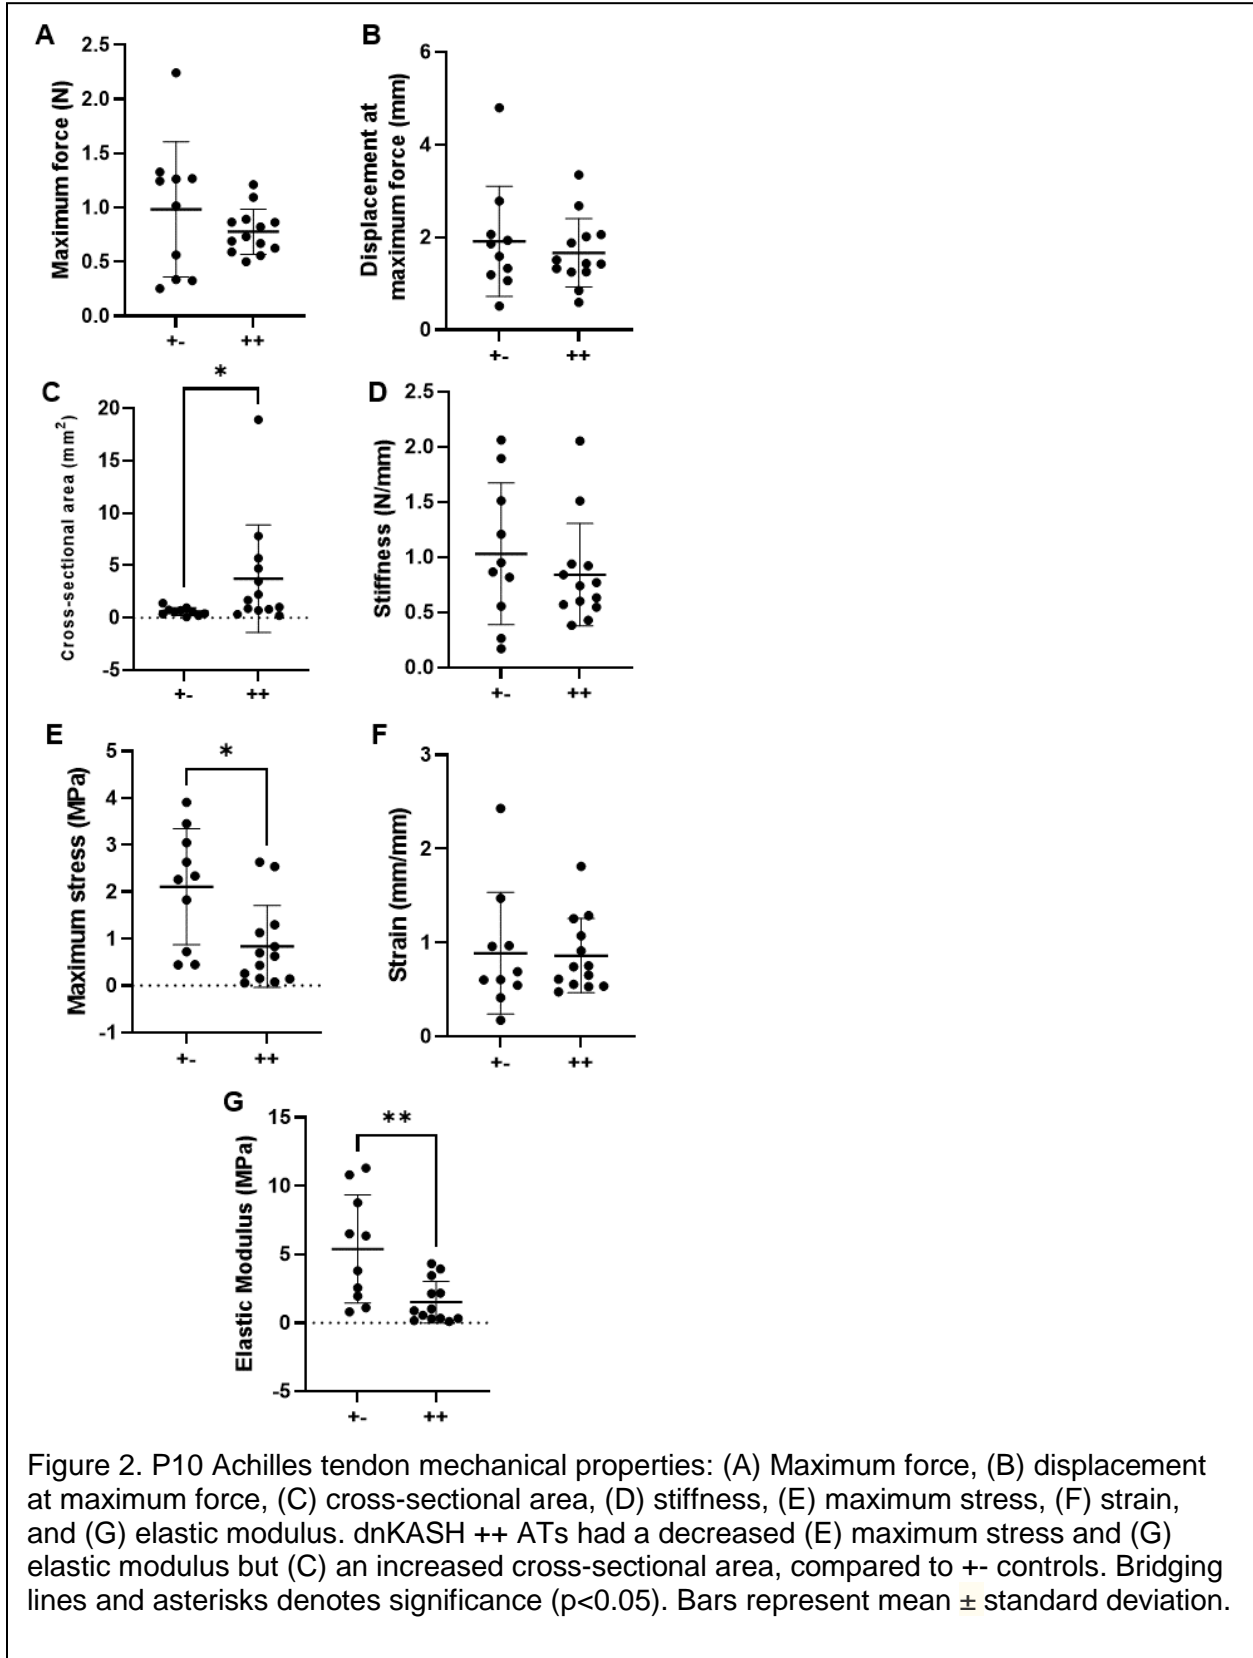 A
Maximum force (N)
2.5
2.0
1.5
1.0
0.5
0.0
+-
++
B
Displacement at
maximum force (mm)
6
4
2
0
+-
++
C
Cross-sectional area (mm²)
20
15
10
5
0
-5
*
+-
++
D
Stiffness (N/mm)
2.5
2.0
1.5
1.0
0.5
0.0
+-
++
E
Maximum stress (MPa)
5
4
3
2
1
0
-1
*
+-
++
F
Strain (mm/mm)
3
2
1
0
+-
++
G
Elastic Modulus (MPa)
15
10
5
0
-5
**
+-
++
Figure 2. P10 Achilles tendon mechanical properties: (A) Maximum force, (B) displacement
at maximum force, (C) cross-sectional area, (D) stiffness, (E) maximum stress, (F) strain,
and (G) elastic modulus. dnKASH ++ ATs had a decreased (E) maximum stress and (G)
elastic modulus but (C) an increased cross-sectional area, compared to +- controls. Bridging
lines and asterisks denotes significance (p<0.05). Bars represent mean ± standard deviation.